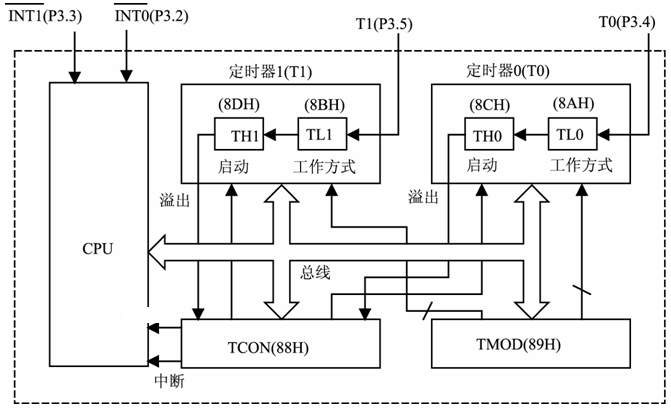 INT1(P3.3)
INT0(P3.2)
T1(P3.5)
T0(P3.4)
定时器1(T1)
定时器0(T0)
(8DH)
(8BH)
(8CH)
(8AH)
TH1
TL1
TH0
TL0
启动
工作方式
启动
工作方式
溢出
溢出
CPU
总线
TCON(88H)
TMOD(89H)
中断